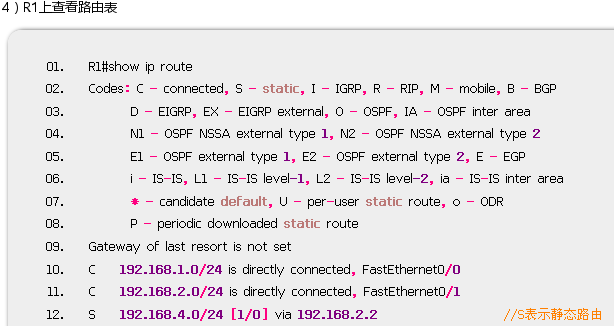 4）R1上查看路由表
01. R1#show ip route
02. Codes: C - connected, S - static, I - IGRP, R - RIP, M - mobile, B - BGP
03. D - EIGRP, EX - EIGRP external, O - OSPF, IA - OSPF inter area
04. N1 - OSPF NSSA external type 1, N2 - OSPF NSSA external type 2
05. E1 - OSPF external type 1, E2 - OSPF external type 2, E - EGP
06. i - IS-IS, L1 - IS-IS level-1, L2 - IS-IS level-2, ia - IS-IS inter area
07. * - candidate default, U - per-user static route, o - ODR
08. P - periodic downloaded static route
09. Gateway of last resort is not set
10. C 192.168.1.0/24 is directly connected, FastEthernet0/0
11. C 192.168.2.0/24 is directly connected, FastEthernet0/1
12. S 192.168.4.0/24 [1/0] via 192.168.2.2 //S表示静态路由